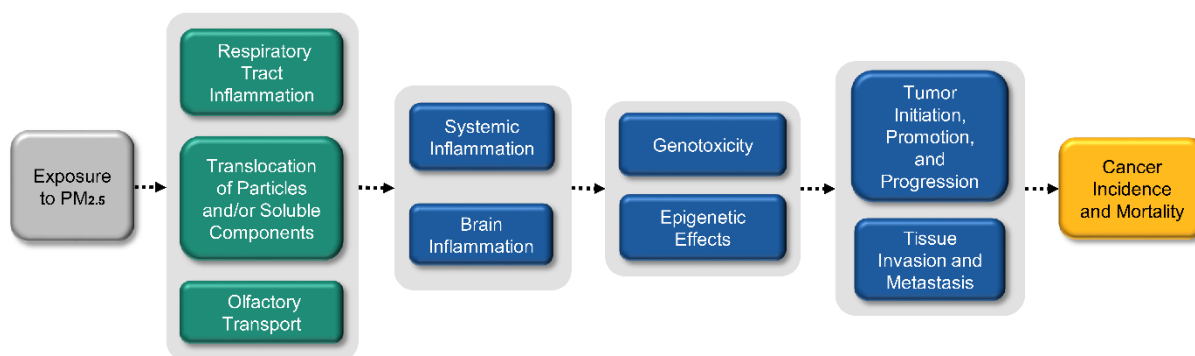 Exposure
to PM2.5
Respiratory
Tract
Inflammation
Translocation
of Particles
and/or Soluble
Components
Olfactory
Transport
Systemic
Inflammation
Brain
Inflammation
Genotoxicity
Epigenetic
Effects
Tumor
Initiation,
Promotion,
and
Progression
Tissue
Invasion and
Metastasis
Cancer
Incidence
and Mortality